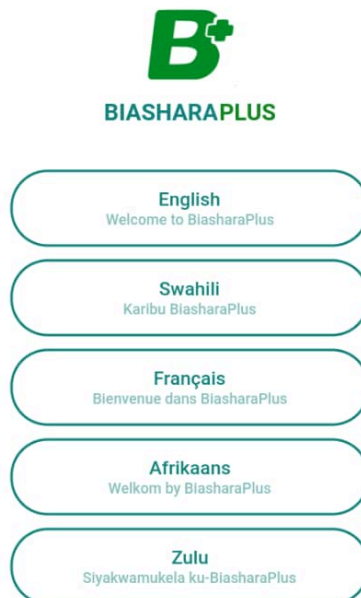 B+
BIASHARAPLUS
English
Welcome to BiasharaPlus
Swahili
Karibu BiasharaPlus
Français
Bienvenue dans BiasharaPlus
Afrikaans
Welkom by BlasharaPlus
Zulu
Siyakwamukela ku-BiasharaPlus